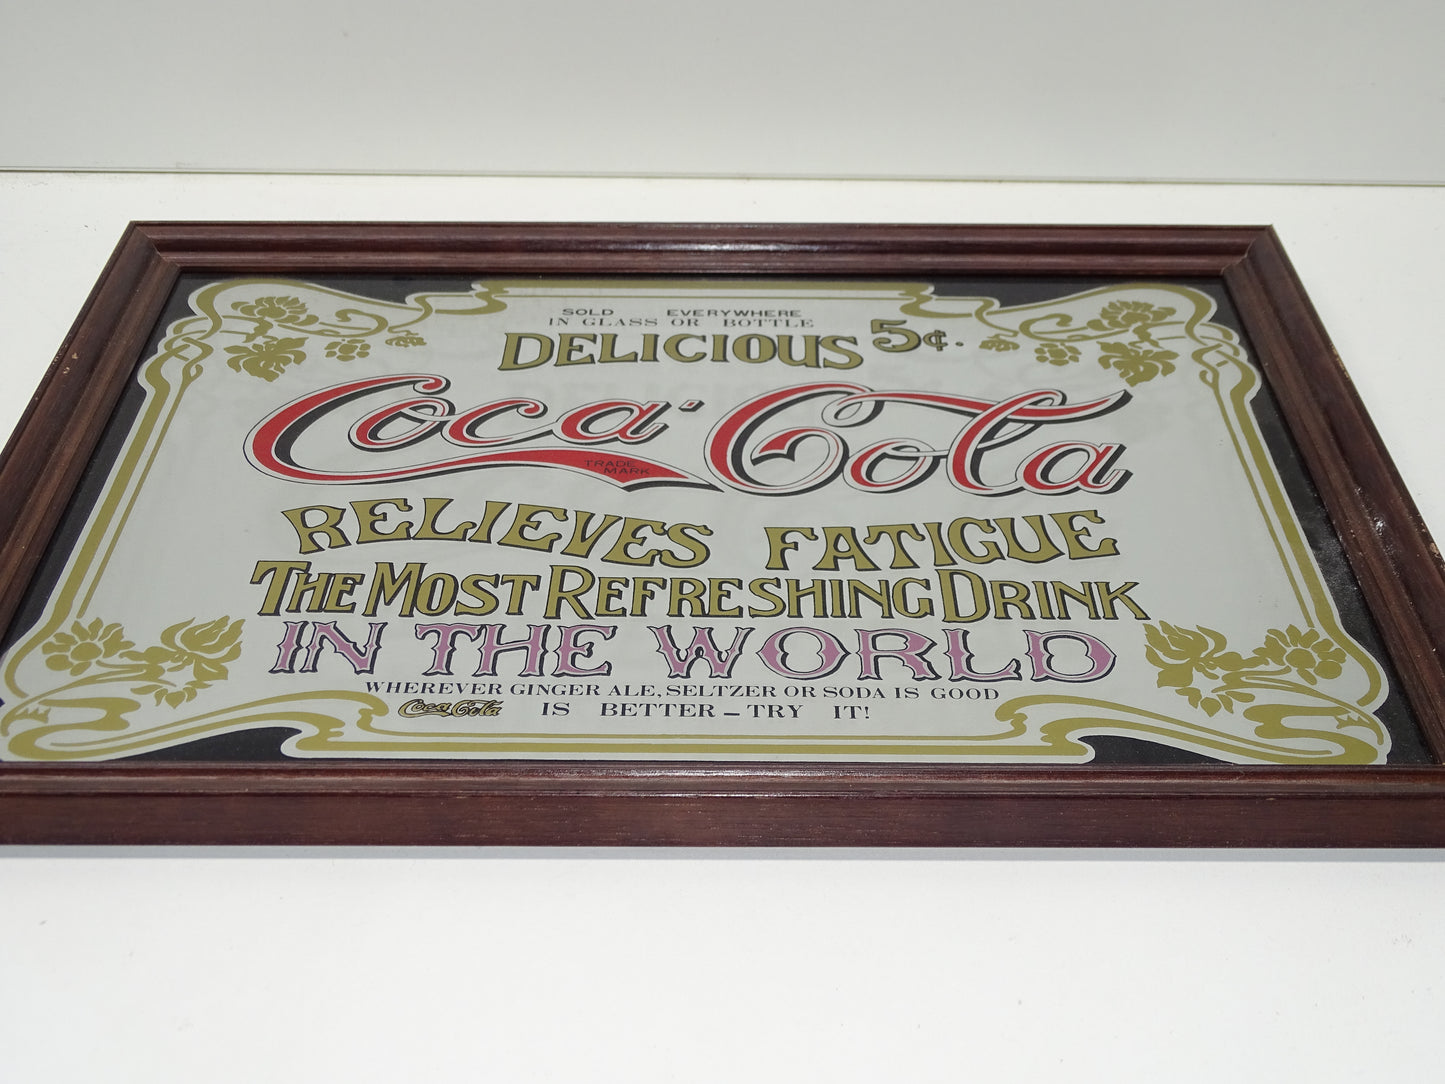 SOLD EVERYWHERE
IN GLASS OR BOTTLE
DELICIOUS 5¢.
Coca-Cola
TRADE
MARK
RELIEVES FATIGUE
THE MOST REFRESHING DRINK
IN THE WORLD
WHEREVER GINGER ALE, SELTZER OR SODA IS GOOD
Coca-Cola IS BETTER – TRY IT!